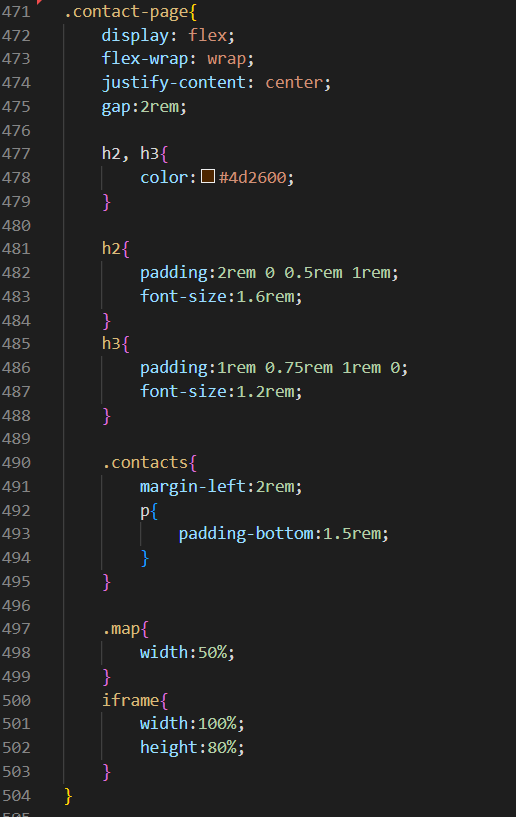 471 .contact-page{
472 display: flex;
473 flex-wrap: wrap;
474 justify-content: center;
475 gap:2rem;
476
477 h2, h3{
478 color:#4d2600;
479 }
480
481 h2{
482 padding:2rem 0 0.5rem 1rem;
483 font-size:1.6rem;
484 }
485 h3{
486 padding:1rem 0.75rem 1rem 0;
487 font-size:1.2rem;
488 }
489
490 .contacts{
491 margin-left:2rem;
492 p{
493 padding-bottom:1.5rem;
494 }
495 }
496
497 .map{
498 width:50%;
499 }
500 iframe{
501 width:100%;
502 height:80%;
503 }
504 }